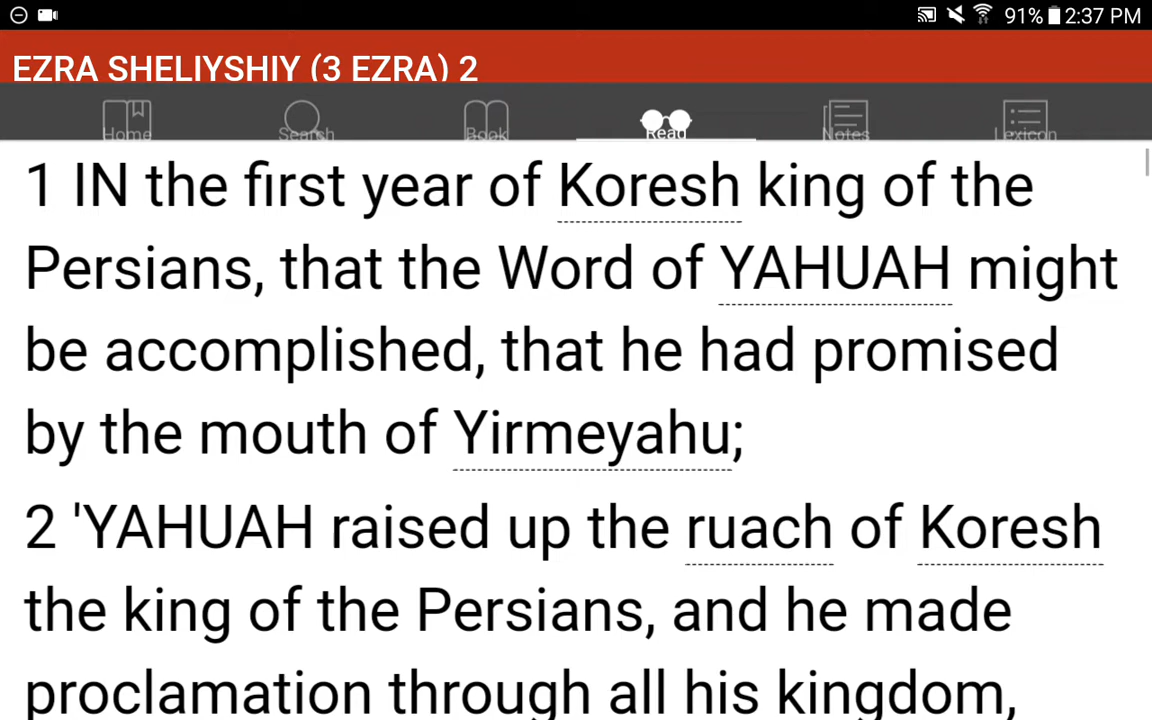 91% 2:37 PM
EZRA SHELIYSHIY (3 EZRA) 2
Home Search Book Read Notes Lexicon
1 IN the first year of Koresh king of the
Persians, that the Word of YAHUAH might
be accomplished, that he had promised
by the mouth of Yirmeyahu;
2 'YAHUAH raised up the ruach of Koresh
the king of the Persians, and he made
proclamation through all his kingdom,